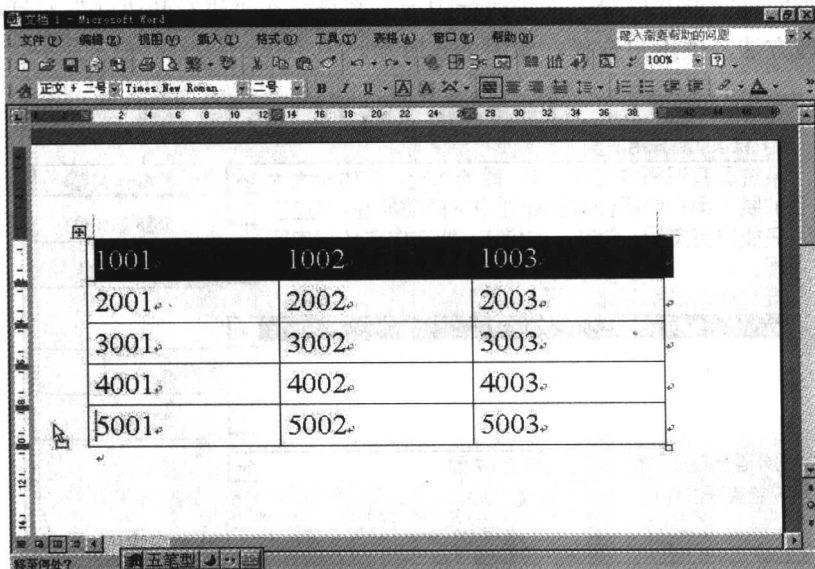 文档 1 - Microsoft Word
文件(F) 编辑(E) 视图(V) 插入(I) 格式(O) 工具(T) 表格(A) 窗口(W) 帮助(H) 键入需要帮助的问题
100%
正文 + 二号 Times New Roman 二号 B I U A A
2 4 6 8 10 12 14 16 18 20 22 24 28 30 32 34 36 38
1001 1002 1003
2001 2002 2003
3001 3002 3003
4001 4002 4003
5001 5002 5003
五笔型
移至何处?